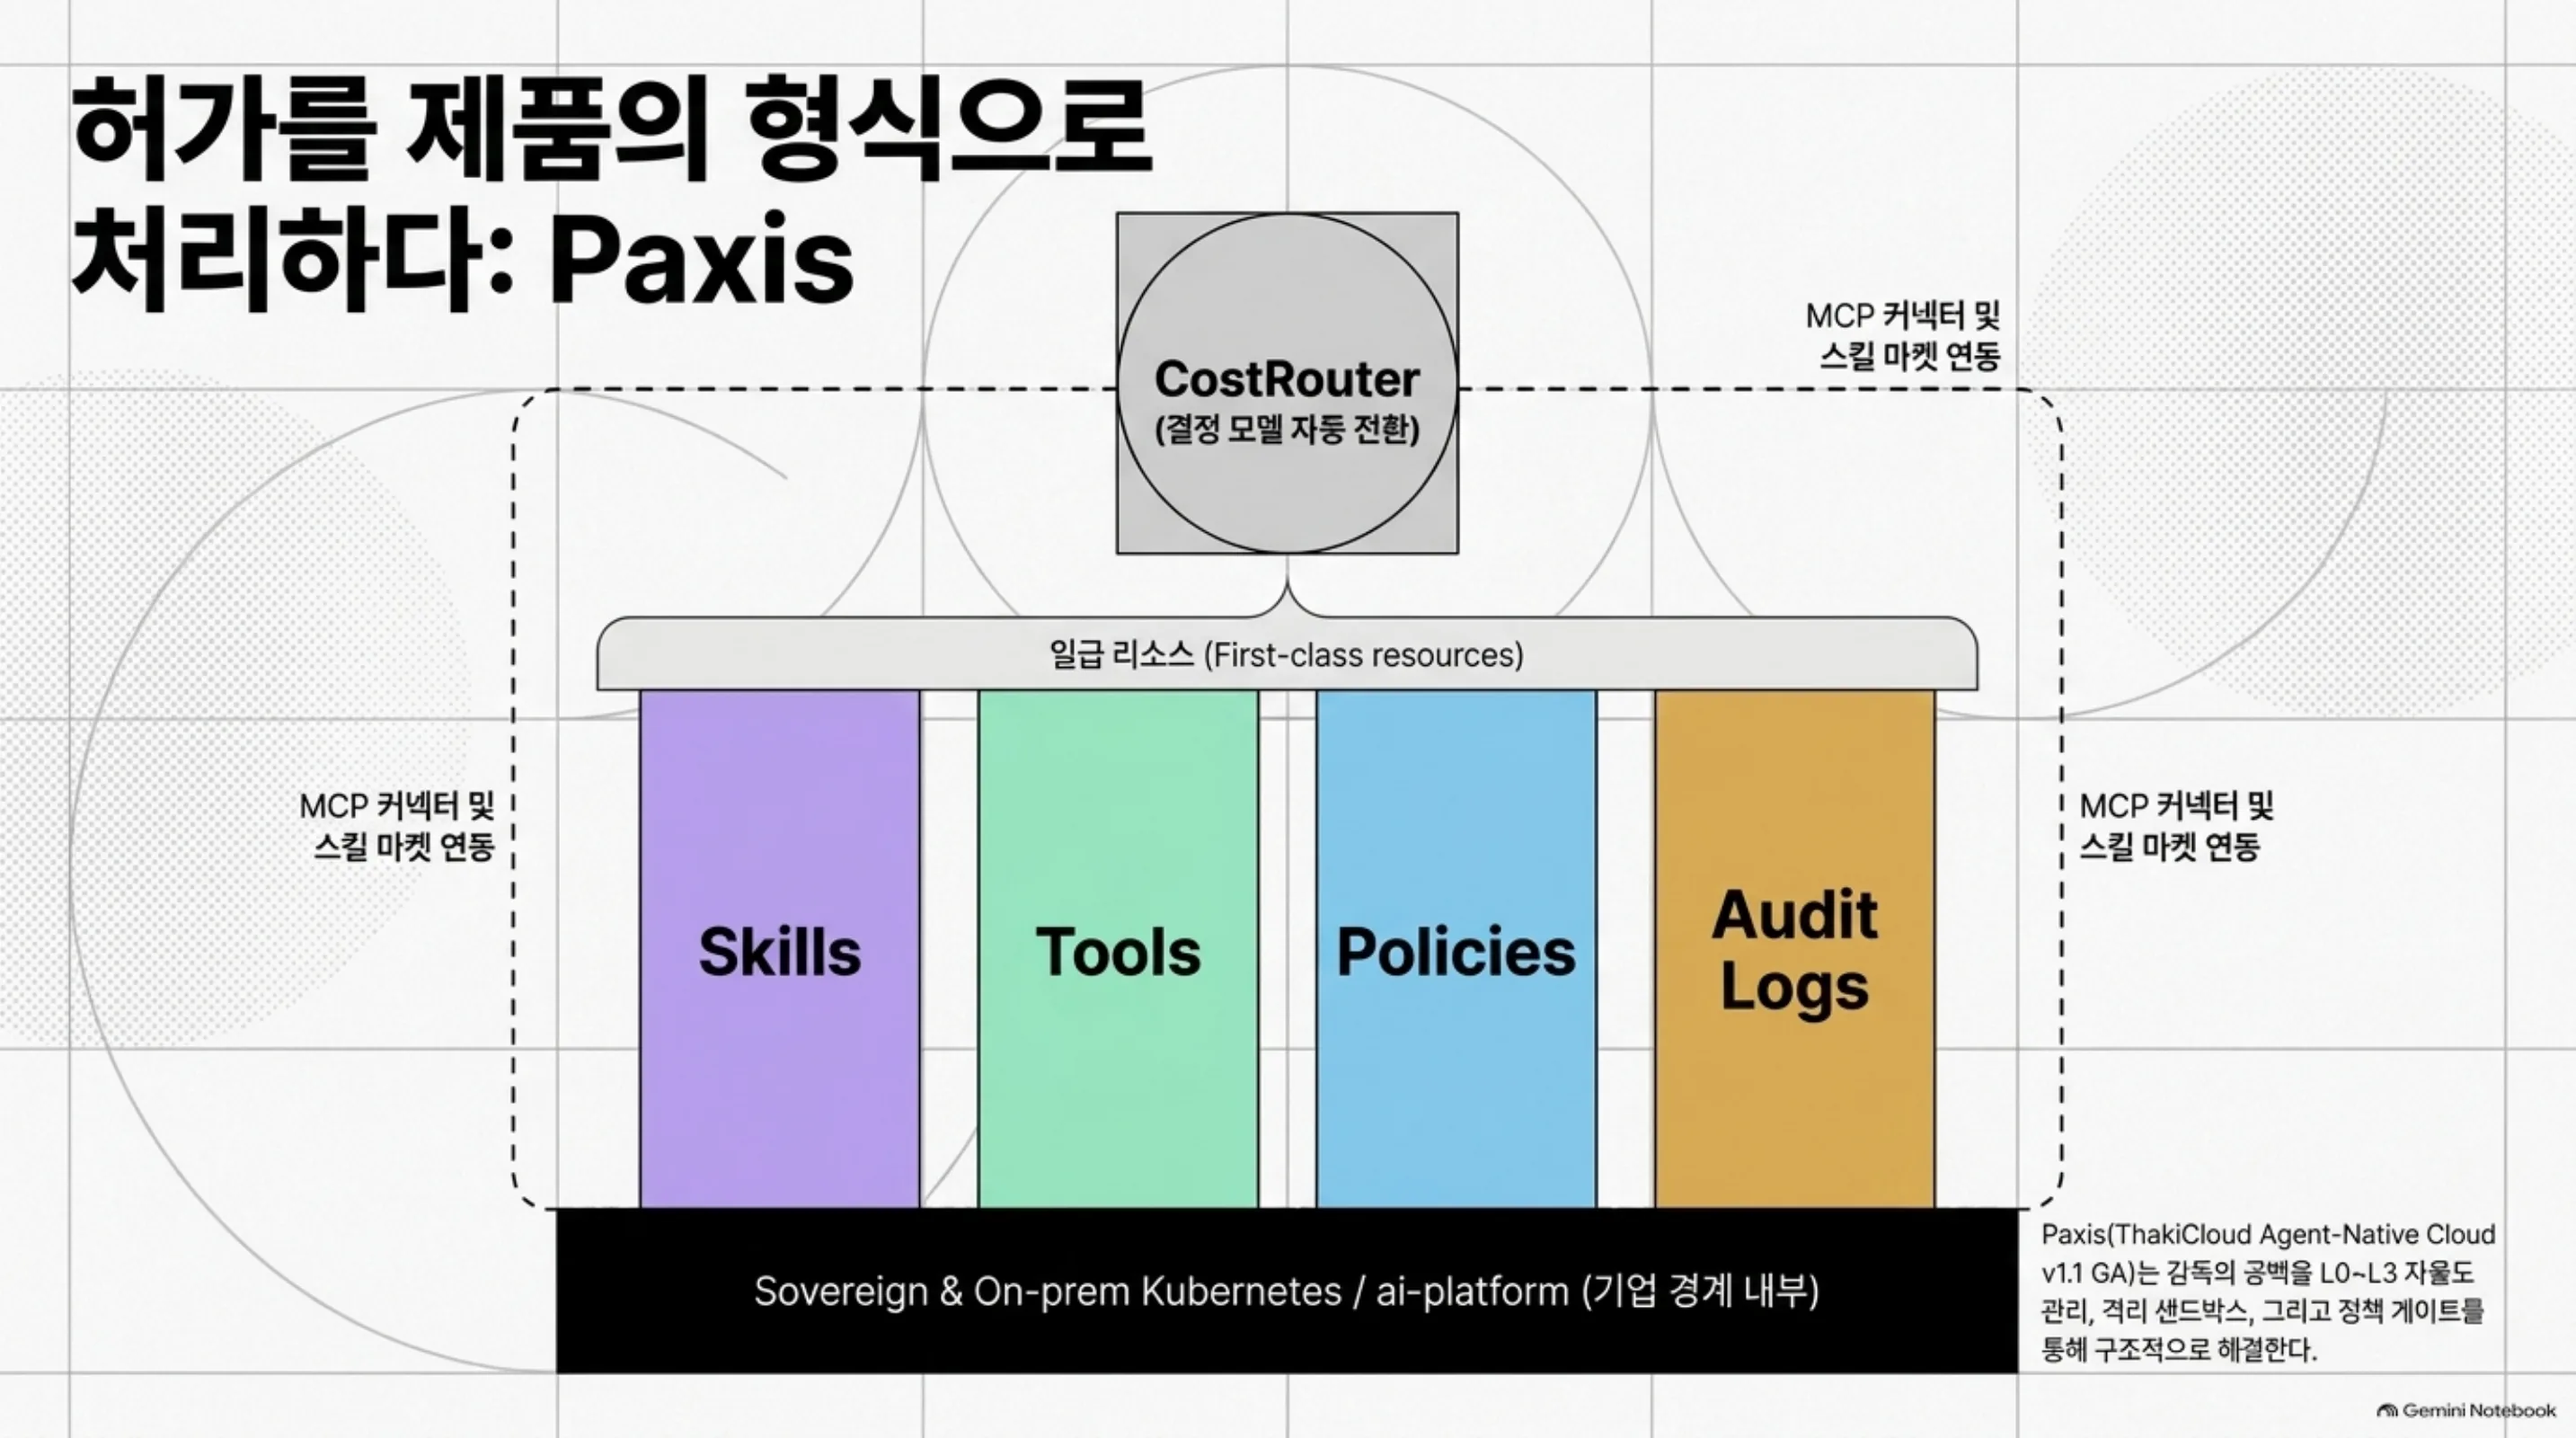 허가를 제품의 형식으로
처리하다: Paxis
CostRouter
(결정 모델 자동 전환)
MCP 커넥터 및
스킬 마켓 연동
일급 리소스 (First-class resources)
MCP 커넥터 및
스킬 마켓 연동
Skills
Tools
Policies
Audit
Logs
MCP 커넥터 및
스킬 마켓 연동
Sovereign & On-prem Kubernetes / ai-platform (기업 경계 내부)
Paxis(ThakiCloud Agent-Native Cloud
v1.1 GA)는 감독의 공백을 L0~L3 자율도
관리, 격리 샌드박스, 그리고 정책 게이트를
통해 구조적으로 해결한다.
Gemini Notebook